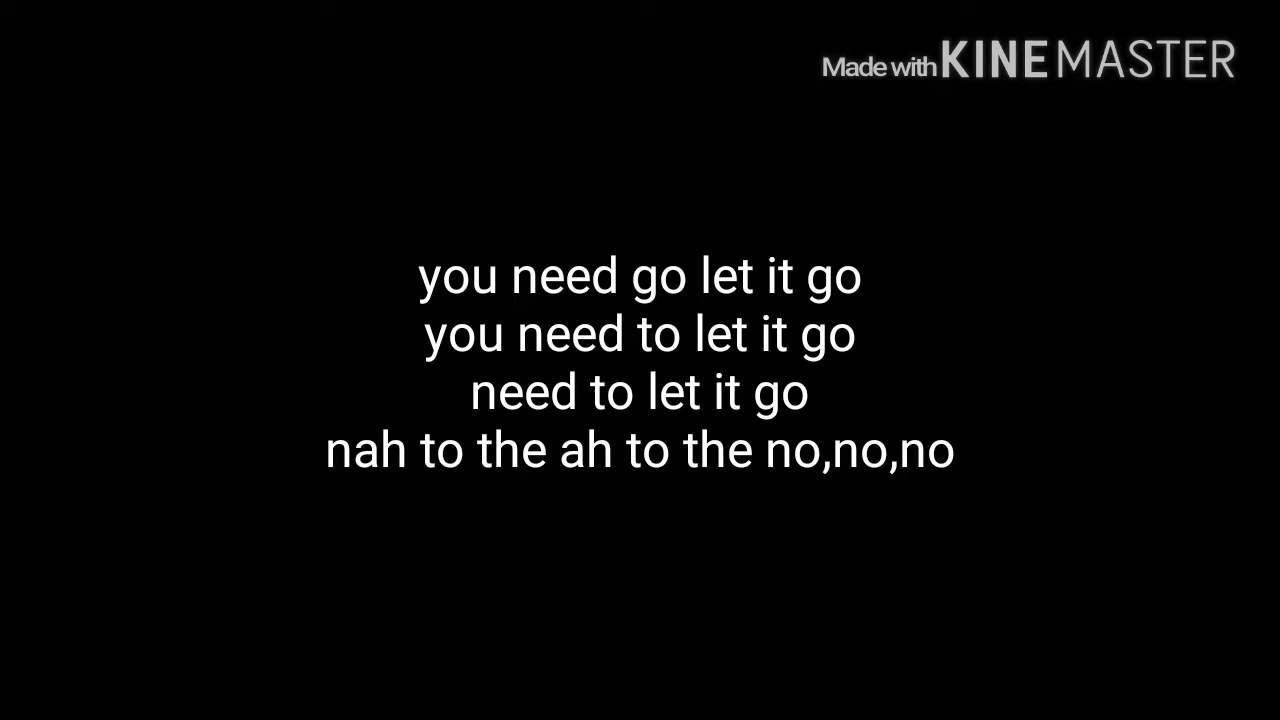 Made with KINEMASTER
you need go let it go
you need to let it go
need to let it go
nah to the ah to the no,no,no